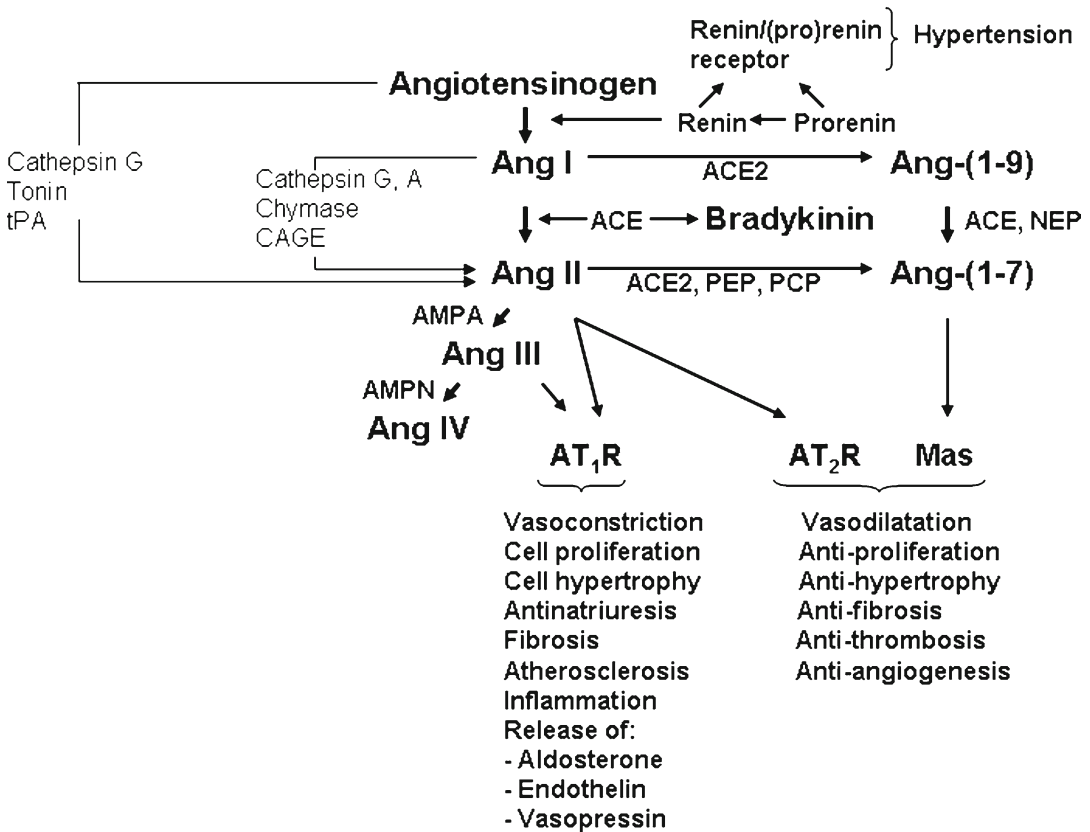 Renin/(pro)renin
receptor
Hypertension
Angiotensinogen
Renin
Prorenin
Cathepsin G
Tonin
tPA
Cathepsin G, A
Chymase
CAGE
Ang I
ACE2
Ang-(1-9)
ACE
Bradykinin
ACE, NEP
Ang II
ACE2, PEP, PCP
Ang-(1-7)
AMPA
Ang III
AMPN
Ang IV
AT₁R
AT₂R
Mas
Vasoconstriction
Cell proliferation
Cell hypertrophy
Antinatriuresis
Fibrosis
Atherosclerosis
Inflammation
Release of:
- Aldosterone
- Endothelin
- Vasopressin
Vasodilatation
Anti-proliferation
Anti-hypertrophy
Anti-fibrosis
Anti-thrombosis
Anti-angiogenesis